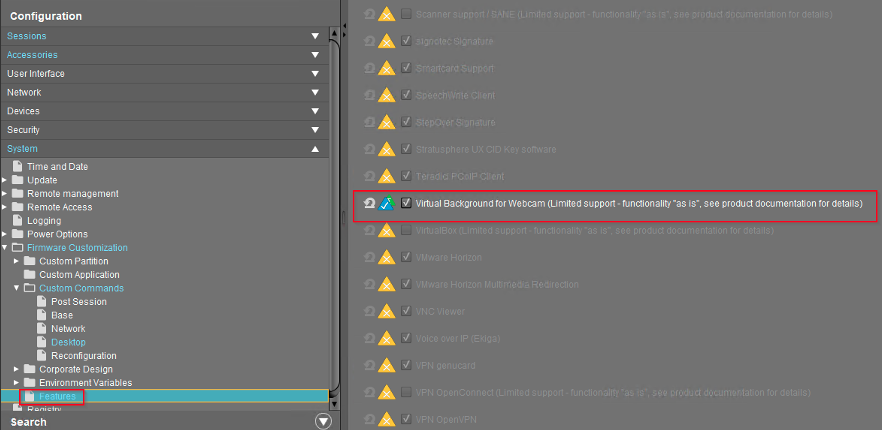 Configuration
Sessions
Accessories
User Interface
Network
Devices
Security
System
Time and Date
Update
Remote management
Remote Access
Logging
Power Options
Firmware Customization
Custom Partition
Custom Application
Custom Commands
Post Session
Base
Network
Desktop
Reconfiguration
Corporate Design
Environment Variables
Features
Registry
Search
Scanner support / SANE (Limited support - functionality "as is", see product documentation for details)
signotec Signature
Smartcard Support
SpeechWrite Client
StepOver Signature
Stratusphere UX CID Key software
Teradici PCoIP Client
Virtual Background for Webcam (Limited support - functionality "as is", see product documentation for details)
VirtualBox (Limited support - functionality "as is", see product documentation for details)
VMware Horizon
VMware Horizon Multimedia Redirection
VNC Viewer
Voice over IP (Ekiga)
VPN genucard
VPN OpenConnect (Limited support - functionality "as is", see product documentation for details)
VPN OpenVPN